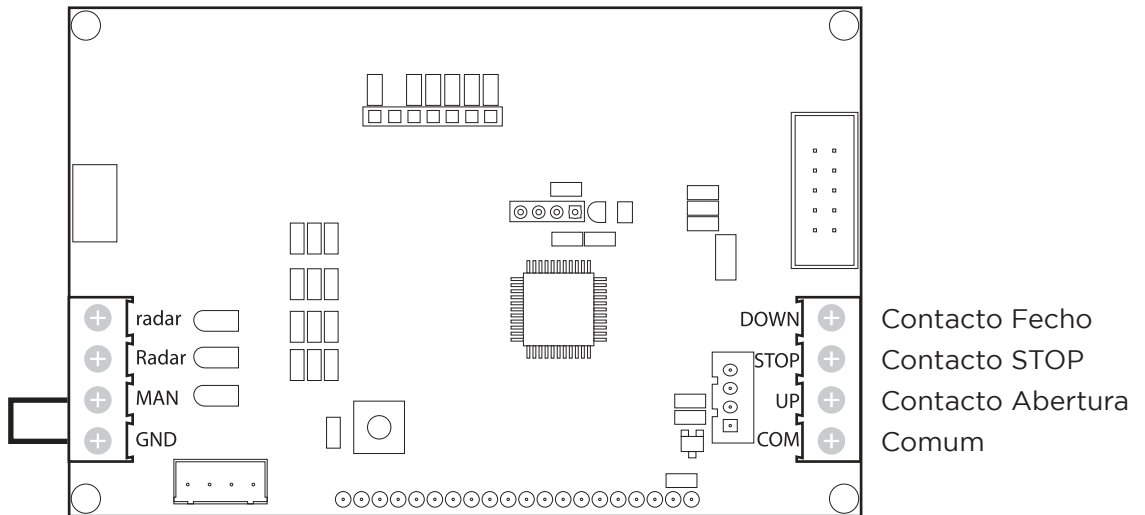 radar
Radar
MAN
GND
DOWN Contacto Fecho
STOP Contacto STOP
UP Contacto Abertura
COM Comum